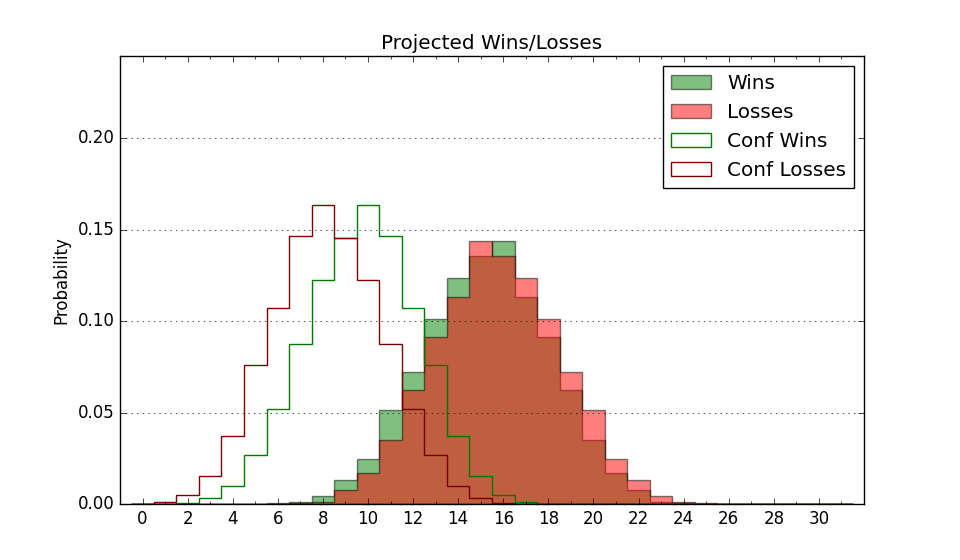 Projected Wins/Losses
Wins
Losses
Conf Wins
Conf Losses
Probability
0.20
0.15
0.10
0.05
0.00
0 2 4 6 8 10 12 14 16 18 20 22 24 26 28 30